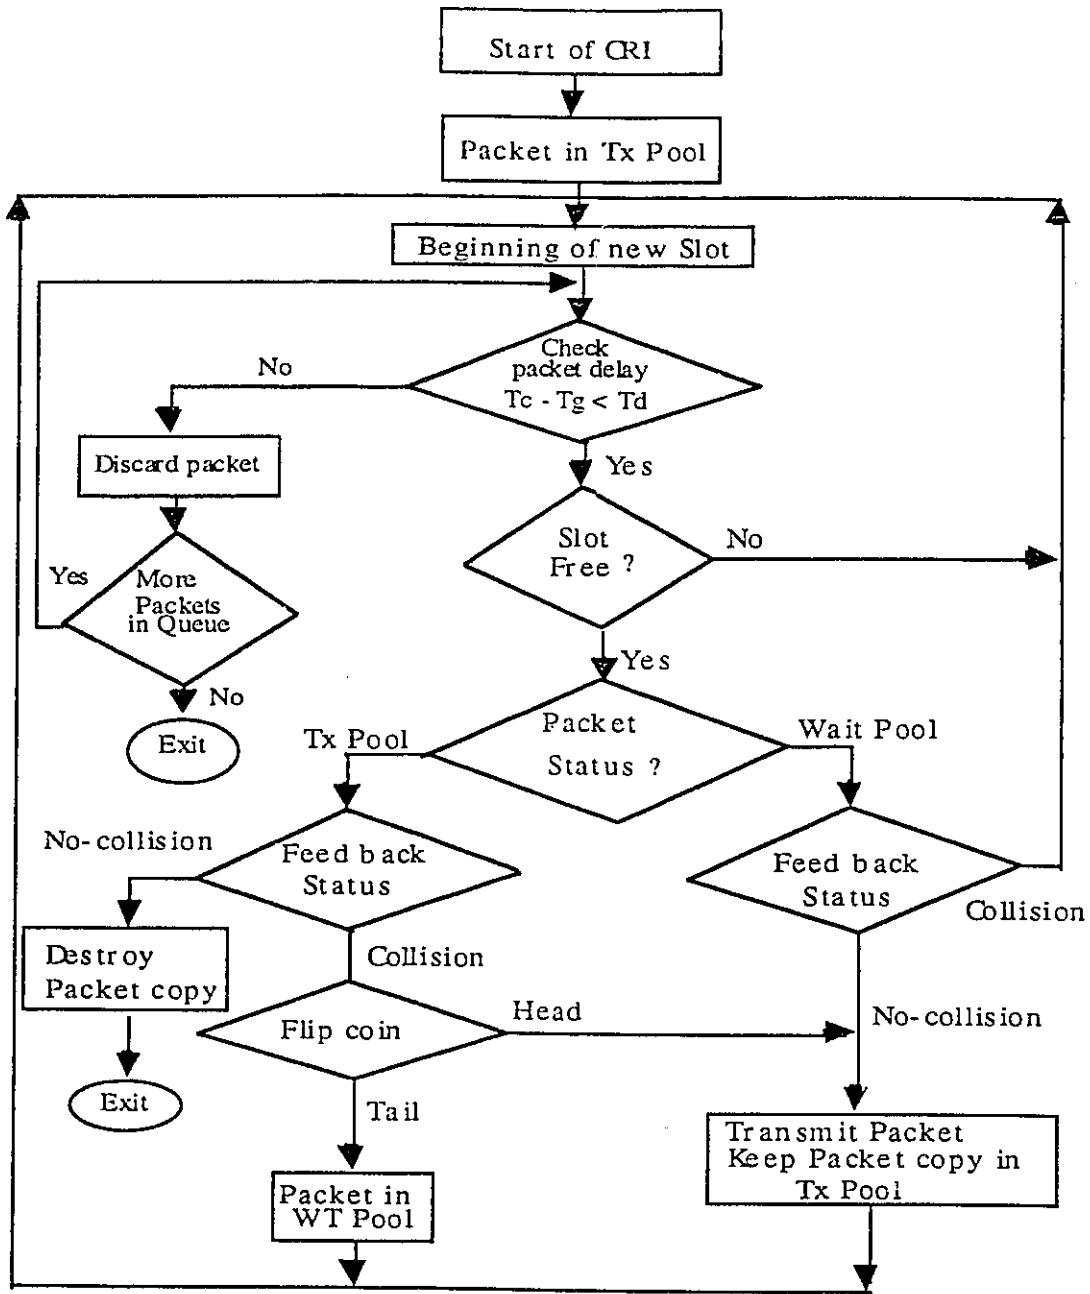 Start of CRI
Packet in Tx Pool
Beginning of new Slot
No
Check
packet delay
Tc - Tg < Td
Discard packet
Yes
Slot
Free ?
No
Yes
More
Packets
in Queue
Yes
No
Exit
Packet
Status ?
Tx Pool
Wait Pool
No-collision
Feed back
Status
Feed back
Status
Collision
Destroy
Packet copy
Collision
Flip coin
Head
No-collision
Exit
Tail
Transmit Packet
Keep Packet copy in
Tx Pool
Packet in
WT Pool